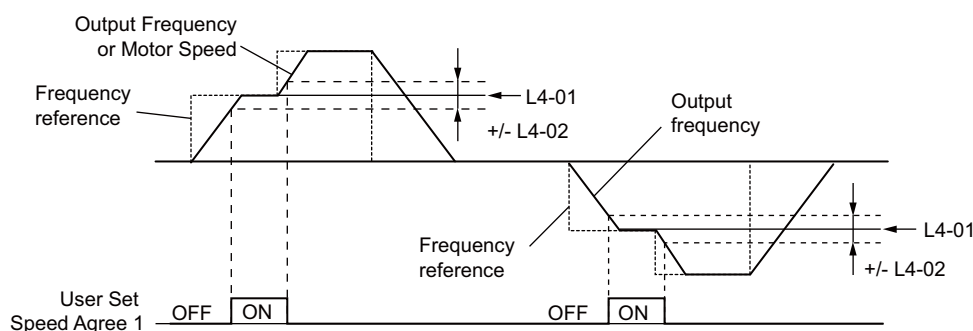 Output Frequency
or Motor Speed
Frequency
reference
L4-01
+/- L4-02
Output
frequency
Frequency
reference
L4-01
+/- L4-02
User Set
Speed Agree 1
OFF
ON
OFF
ON